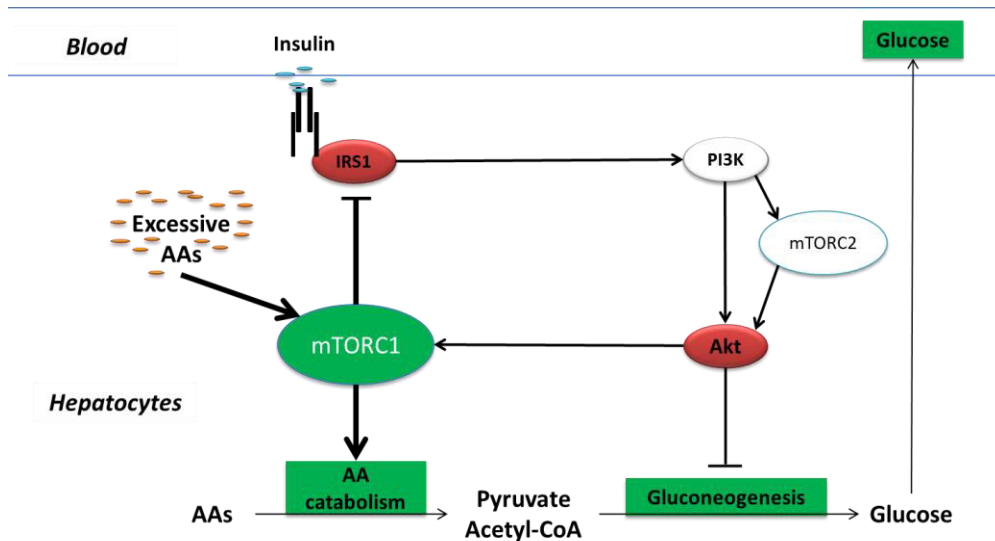 Blood
Insulin
Glucose
IRS1
PI3K
Excessive
AAs
mTORC2
mTORC1
Akt
Hepatocytes
AA
catabolism
Gluconeogenesis
AAs
Pyruvate
Acetyl-CoA
Glucose